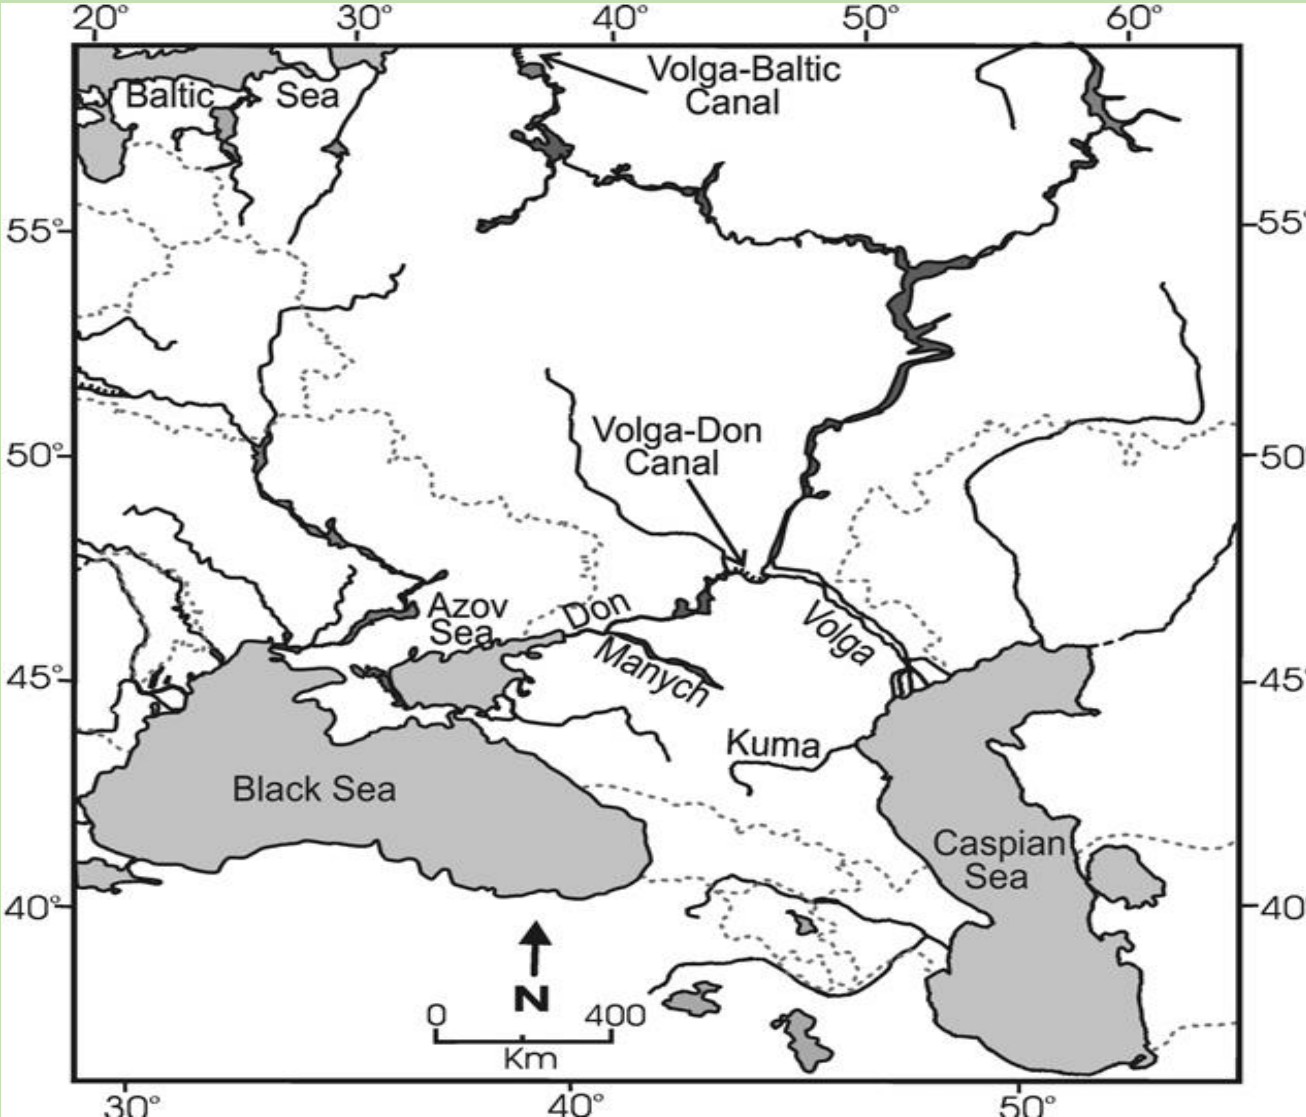 20° 30° 40° 50° 60°
Volga-Baltic
Canal
Baltic Sea
55° 55°
Volga-Don
Canal
50° 50
Azov
Sea
Don
Volga
Manych
45° 45°
Kuma
Black Sea
Caspian
Sea
40° 40
N
0 400
Km
30° 40° 50°